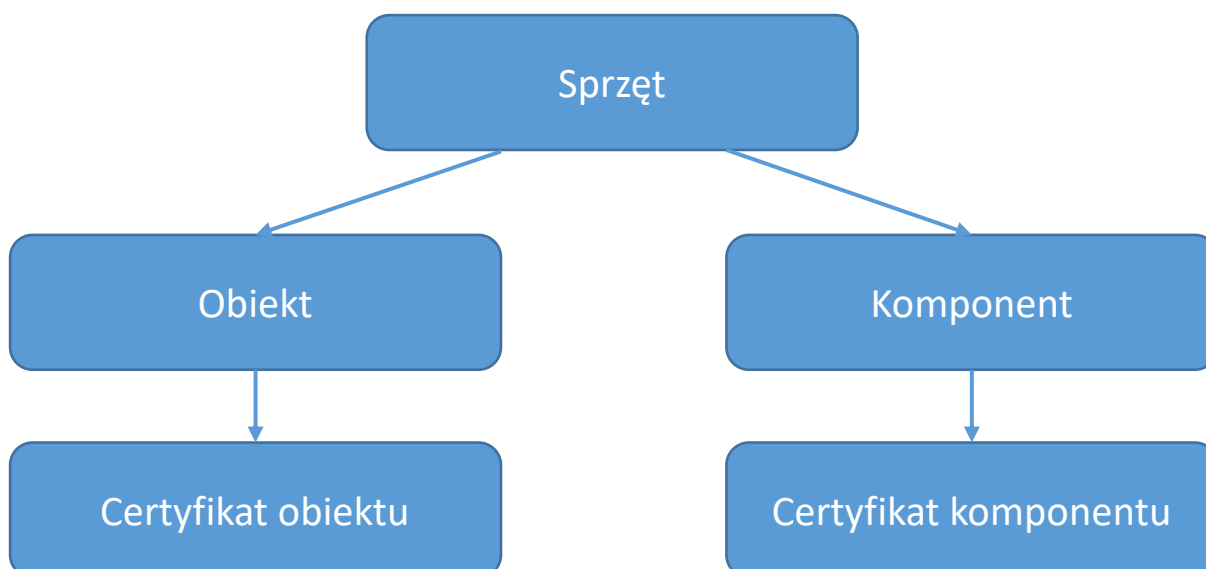 Sprzęt
Obiekt
Komponent
Certyfikat obiektu
Certyfikat komponentu